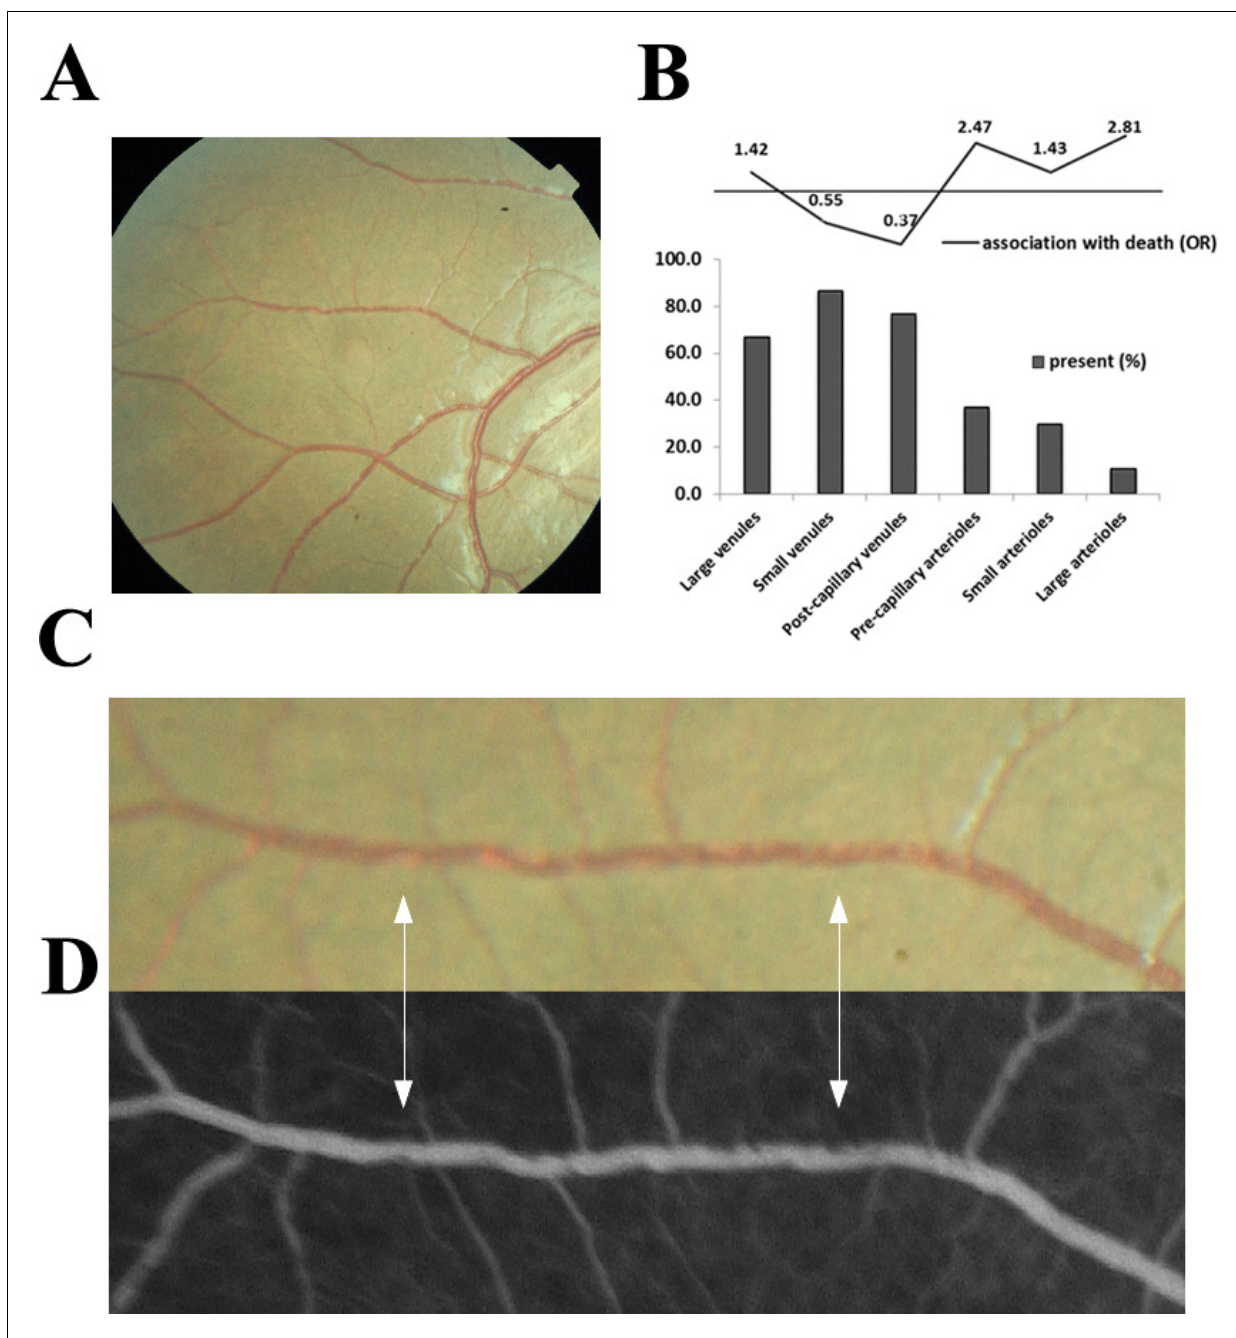 A
B
1.42
0.55
0.37
2.47
1.43
2.81
association with death (OR)
100.0
80.0
60.0
40.0
20.0
0.0
present (%)
Large venules
Small venules
Post-capillary venules
Pre-capillary arterioles
Small arterioles
Large arterioles
C
D